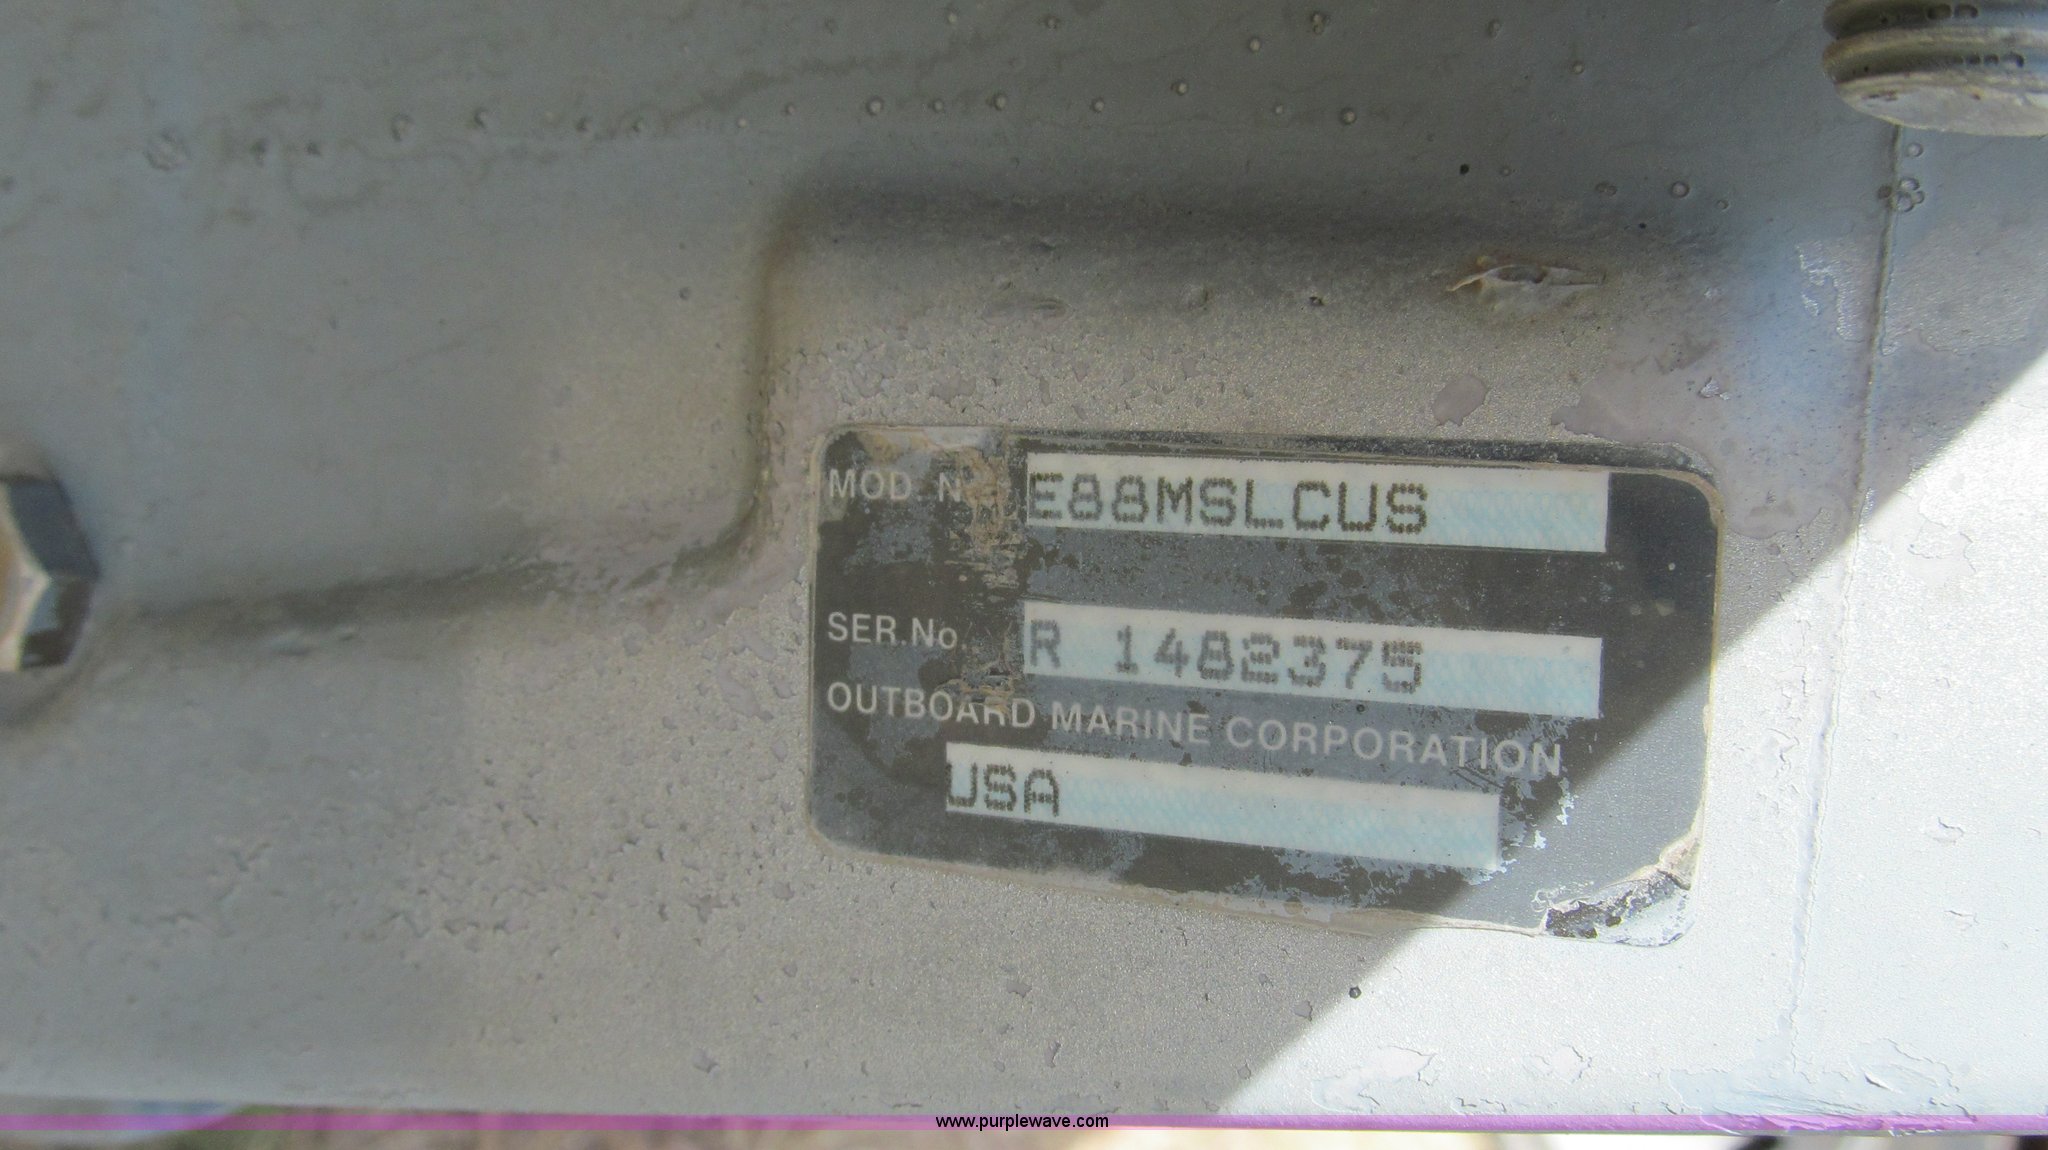 MOD. N E88MSLCUS
SER.No. R 1482375
OUTBOARD MARINE CORPORATION
USA
www.purplewave.com